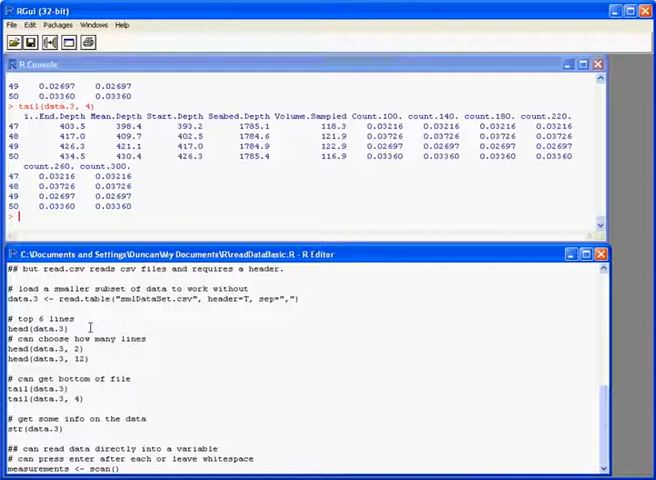 RGui (32-bit)
File Edit Packages Windows Help
R Console
49 0.02697 0.02697
50 0.03360 0.03360
> tail(data.3, 4)
i..End.Depth Mean.Depth Start.Depth Seabed.Depth Volume.Sampled Count.100. count.140. count.180. count.220.
47 403.5 398.4 393.2 1785.1 118.3 0.03216 0.03216 0.03216 0.03216
48 417.0 409.7 402.5 1784.6 121.9 0.03726 0.03726 0.03726 0.03726
49 426.3 421.1 417.0 1784.9 122.9 0.02697 0.02697 0.02697 0.02697
50 434.5 430.4 426.3 1785.4 116.9 0.03360 0.03360 0.03360 0.03360
count.260. count.300.
47 0.03216 0.03216
48 0.03726 0.03726
49 0.02697 0.02697
50 0.03360 0.03360
>
C:\Documents and Settings\Duncan\My Documents\R\readDataBasic.R - R Editor
## but read.csv reads csv files and requires a header.
# load a smaller subset of data to work without
data.3 <- read.table("smlDataSet.csv", header=T, sep=",")
# top 6 lines
head(data.3)
# can choose how many lines
head(data.3, 2)
head(data.3, 12)
# can get bottom of file
tail(data.3)
tail(data.3, 4)
# get some info on the data
str(data.3)
## can read data directly into a variable
# can press enter after each or leave whitespace
measurements <- scan()